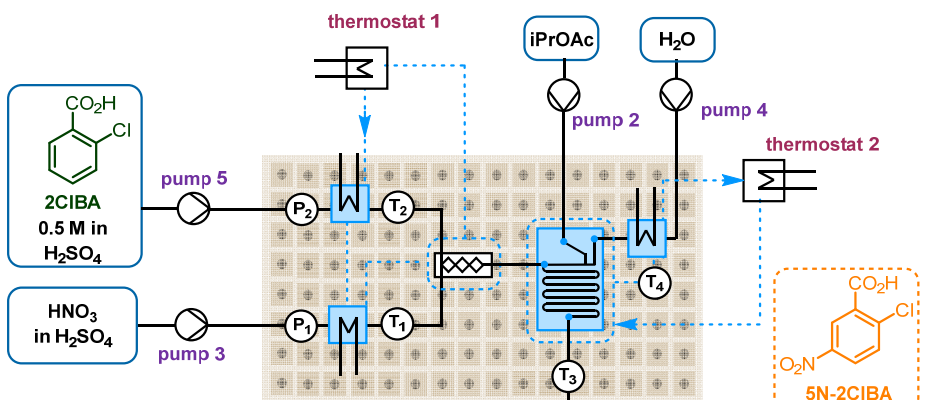 thermostat 1
iPrOAc
H₂O
pump 2
pump 4
thermostat 2
CO₂H
Cl
2ClBA
0.5 M in
H₂SO₄
pump 5
P₂
T₂
T₄
HNO₃
in H₂SO₄
pump 3
P₁
T₁
T₃
CO₂H
Cl
O₂N
5N-2ClBA